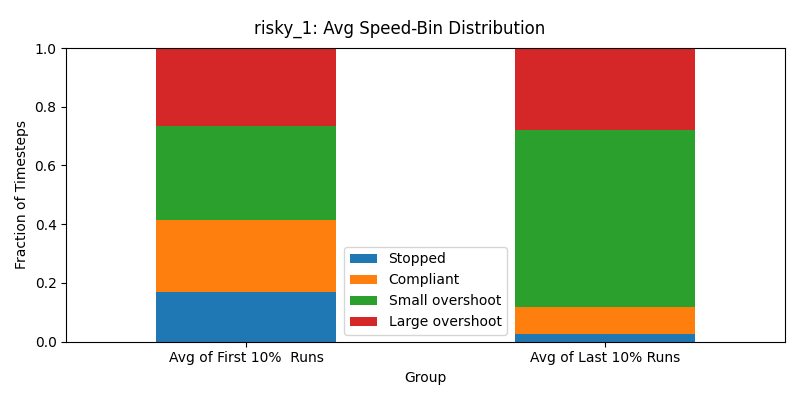 risky_1: Avg Speed-Bin Distribution
Fraction of Timesteps
1.0
0.8
0.6
0.4
0.2
0.0
Stopped
Compliant
Small overshoot
Large overshoot
Avg of First 10%  Runs
Avg of Last 10% Runs
Group